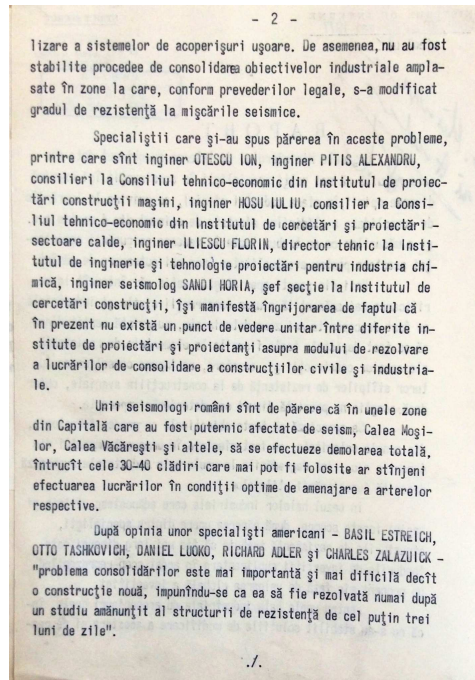 - 2 -
lizare a sistemelor de acoperişuri uşoare. De asemenea, nu au fost
stabilite procedee de consolidarea obiectivelor industriale ampla-
sate în zone la care, conform prevederilor legale, s-a modificat
gradul de rezistenţă la mişcările seismice.
Specialiştii care şi-au spus părerea în aceste probleme,
printre care sînt inginer OTESCU ION, inginer PITIS ALEXANDRU,
consilieri la Consiliul tehnico-economic din Institutul de proiec-
tări construcţii maşini, inginer HOSU IULIU, consilier la Consi-
liul tehnico-economic din Institutul de cercetări şi proiectări -
sectoare calde, inginer ILIESCU FLORIN, director tehnic la Insti-
tutul de inginerie şi tehnologie proiectări pentru industria chi-
mică, inginer seismolog SANDI HORIA, şef secţie la Institutul de
cercetări construcţii, îşi manifestă îngrijorarea de faptul că
în prezent nu există un punct de vedere unitar între diferite in-
stitute de proiectări şi proiectanţi asupra modului de rezolvare
a lucrărilor de consolidare a construcţiilor civile şi industria-
le.
Unii seismologi români sînt de părere că în unele zone
din Capitală care au fost puternic afectate de seism, Calea Moşi-
lor, Calea Văcăreşti şi altele, să se efectueze demolarea totală,
întrucît cele 30-40 clădiri care mai pot fi folosite ar stînjeni
efectuarea lucrărilor în condiţii optime de amenajare a arterelor
respective.
După opinia unor specialişti americani - BASIL ESTREICH,
OTTO TASHKOVICH, DANIEL LUOKO, RICHARD ADLER şi CHARLES ZALAZUICK -
"problema consolidărilor este mai importantă şi mai dificilă decît
o construcţie nouă, impunîndu-se ca ea să fie rezolvată numai după
un studiu amănunţit al structurii de rezistenţă de cel puţin trei
luni de zile".
./.